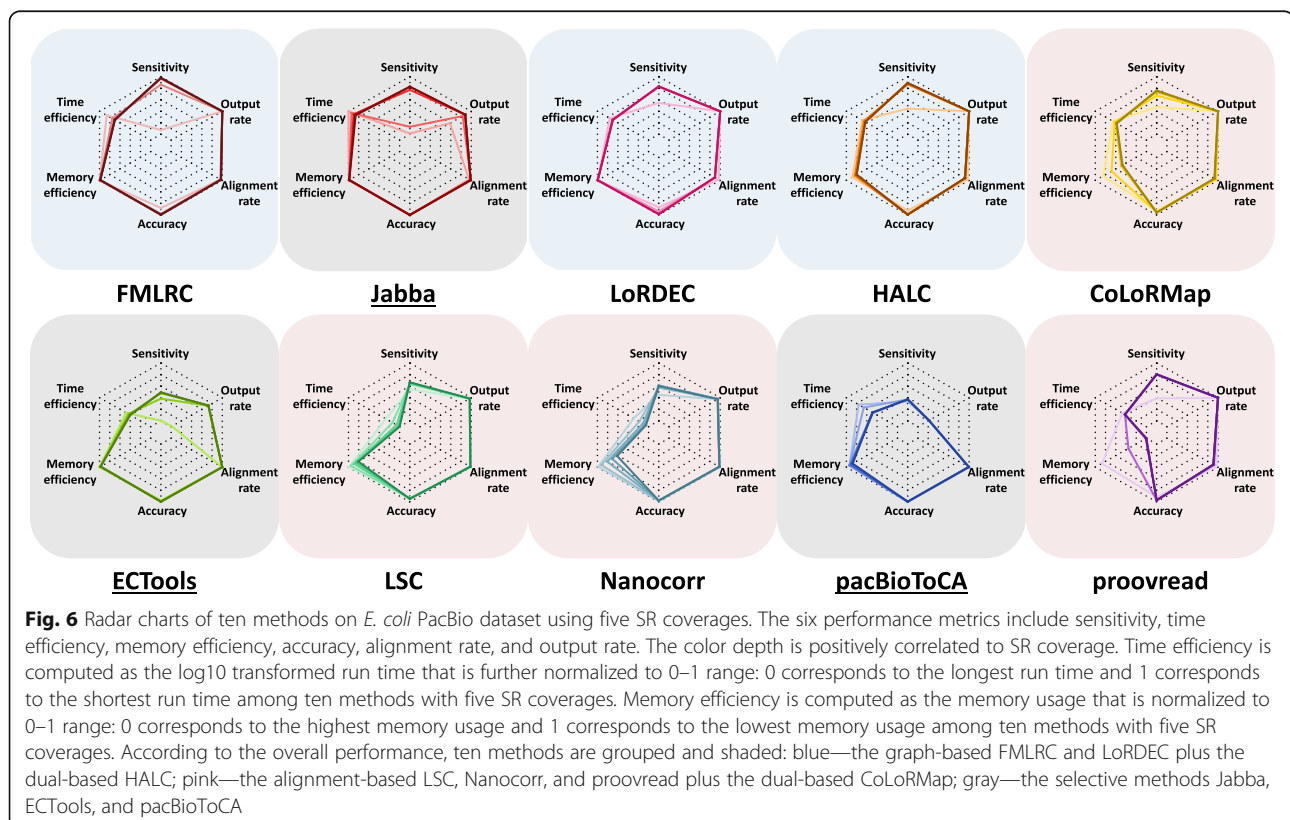 Sensitivity Sensitivity Sensitivity Sensitivity Sensitivity
Time efficiency Output rate Time efficiency Output rate Time efficiency Output rate Time efficiency Output rate Time efficiency Output rate
Memory efficiency Alignment rate Memory efficiency Alignment rate Memory efficiency Alignment rate Memory efficiency Alignment rate Memory efficiency Alignment rate
Accuracy Accuracy Accuracy Accuracy Accuracy
FMLRC Jabba LoRDEC HALC CoLoRMap
Sensitivity Sensitivity Sensitivity Sensitivity Sensitivity
Time efficiency Output rate Time efficiency Output rate Time efficiency Output rate Time efficiency Output rate Time efficiency Output rate
Memory efficiency Alignment rate Memory efficiency Alignment rate Memory efficiency Alignment rate Memory efficiency Alignment rate Memory efficiency Alignment rate
Accuracy Accuracy Accuracy Accuracy Accuracy
ECTools LSC Nanocorr pacBioToCA proovread
Fig. 6 Radar charts of ten methods on E. coli PacBio dataset using five SR coverages. The six performance metrics include sensitivity, time
efficiency, memory efficiency, accuracy, alignment rate, and output rate. The color depth is positively correlated to SR coverage. Time efficiency is
computed as the log10 transformed run time that is further normalized to 0–1 range: 0 corresponds to the longest run time and 1 corresponds
to the shortest run time among ten methods with five SR coverages. Memory efficiency is computed as the memory usage that is normalized to
0–1 range: 0 corresponds to the highest memory usage and 1 corresponds to the lowest memory usage among ten methods with five SR
coverages. According to the overall performance, ten methods are grouped and shaded: blue—the graph-based FMLRC and LoRDEC plus the
dual-based HALC; pink—the alignment-based LSC, Nanocorr, and proovread plus the dual-based CoLoRMap; gray—the selective methods Jabba,
ECTools, and pacBioToCA